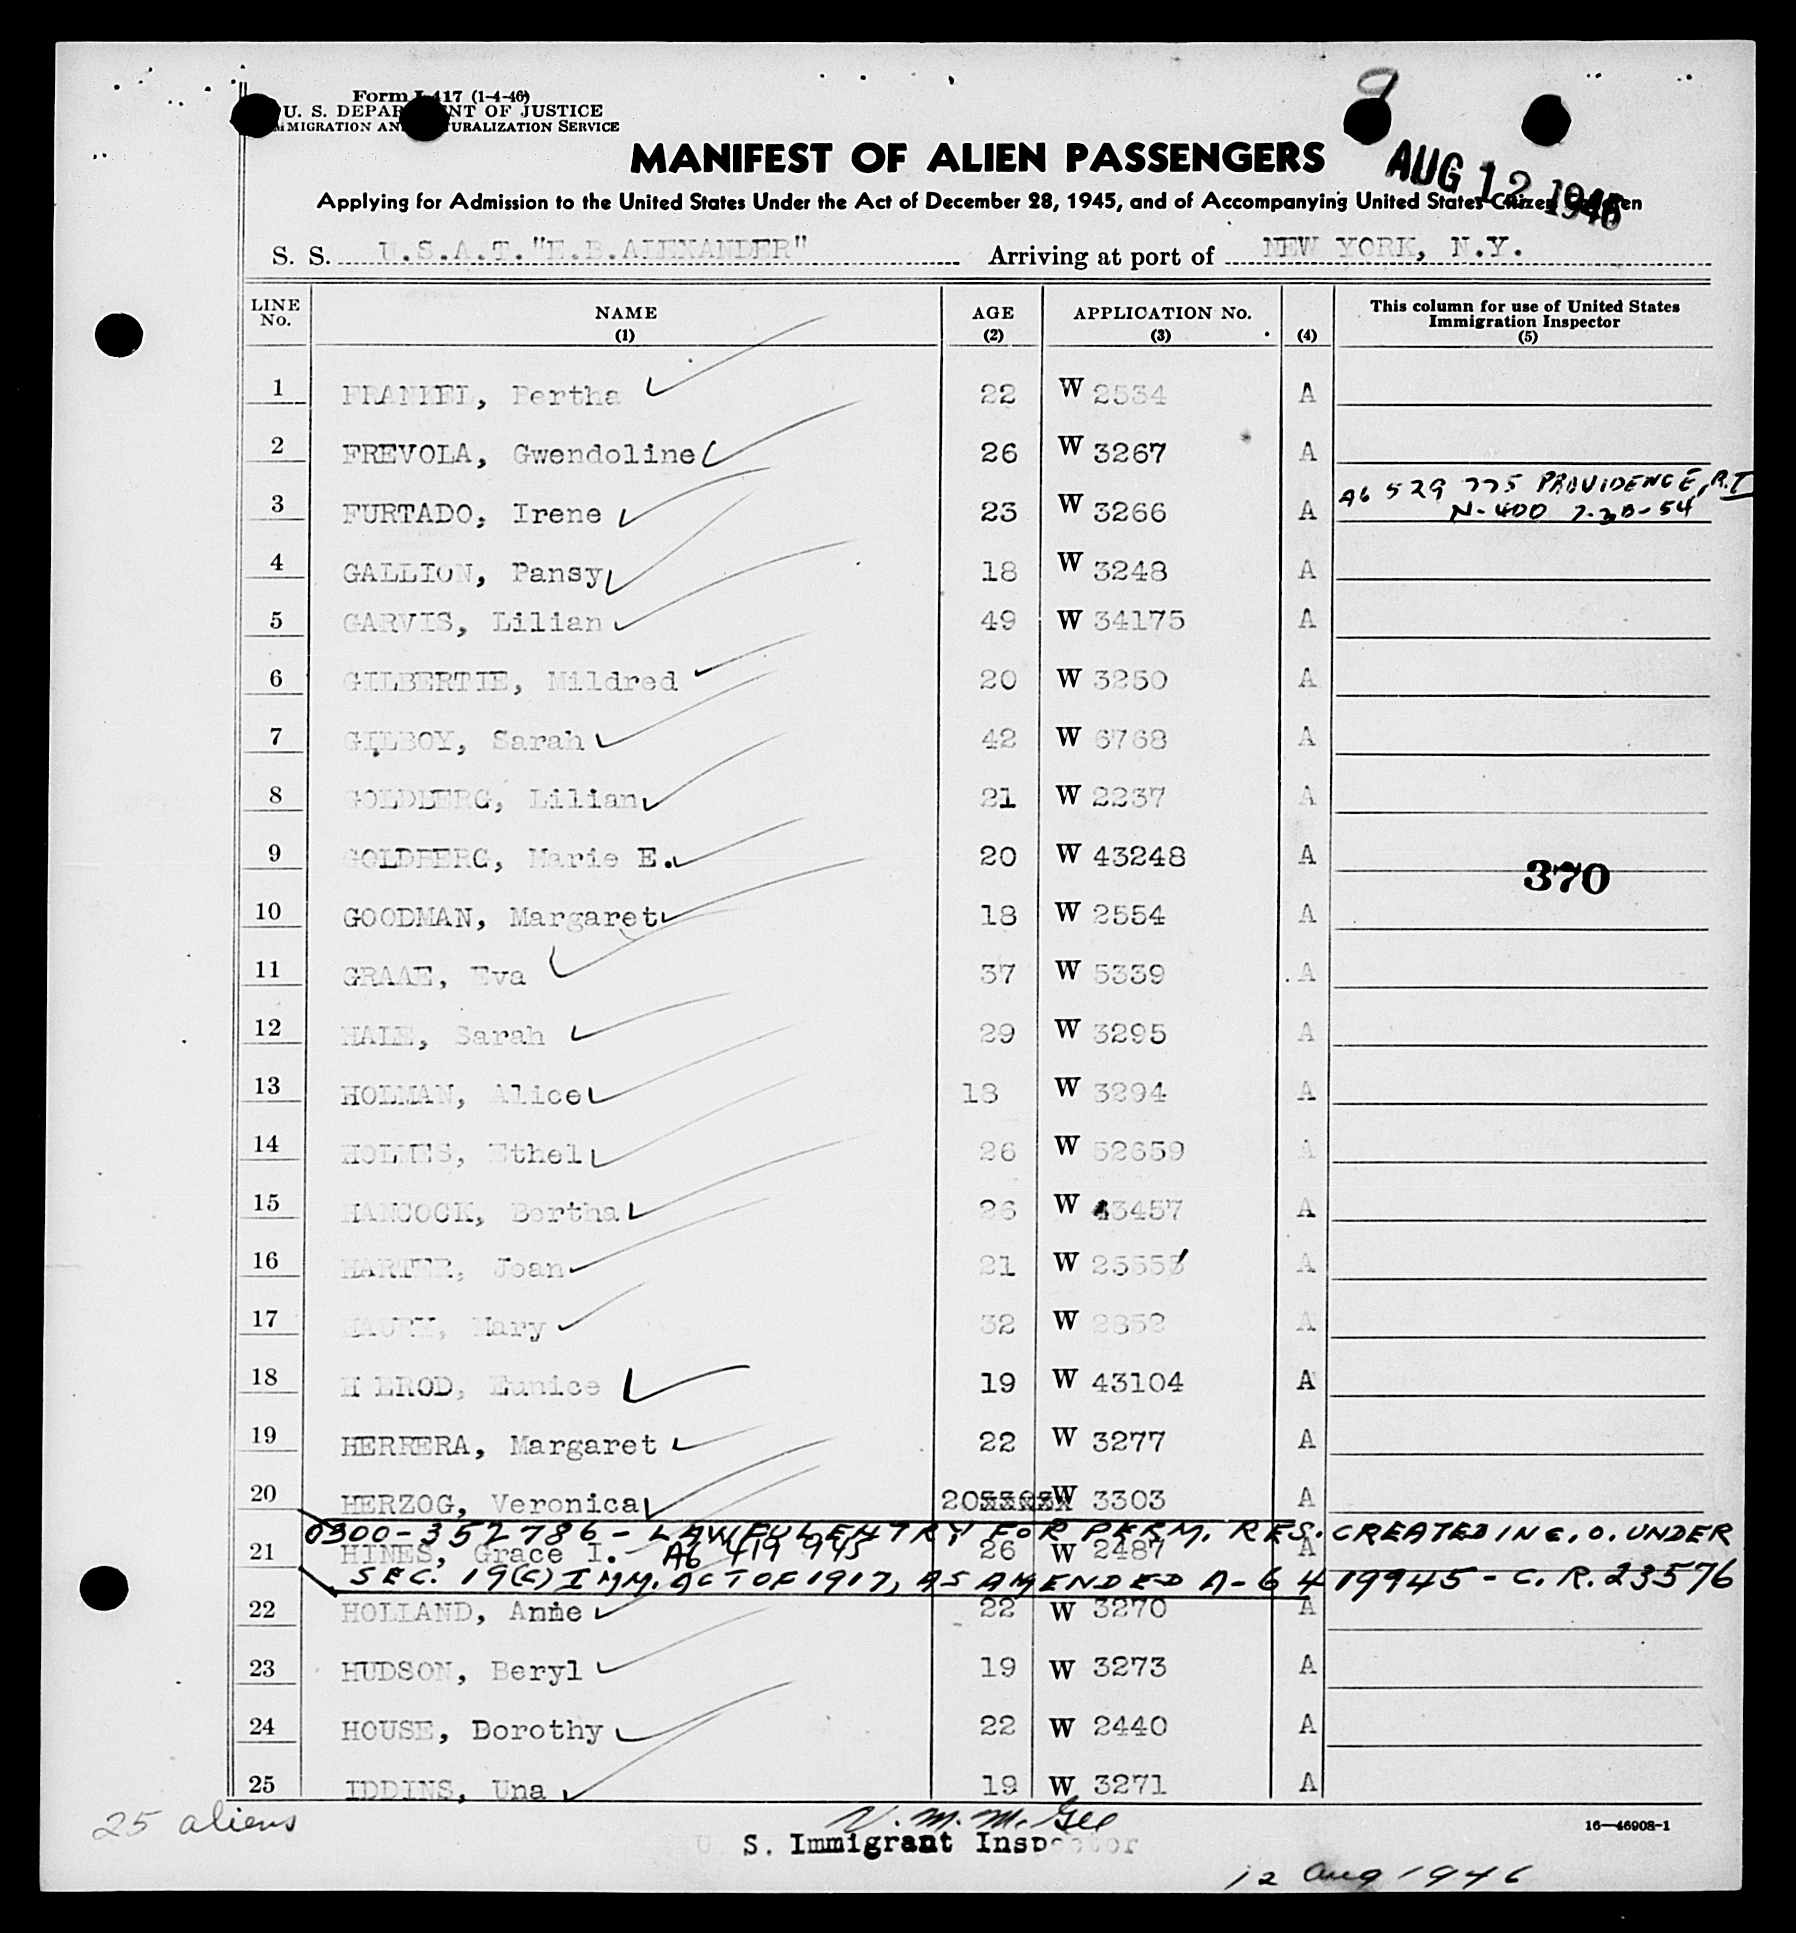 Form I-417 (1-4-46)
U. S. DEPARTMENT OF JUSTICE
IMMIGRATION AND NATURALIZATION SERVICE
MANIFEST OF ALIEN PASSENGERS
AUG 12 1946
Applying for Admission to the United States Under the Act of December 28, 1945, and of Accompanying United States Citizen Children
S. S. U.S.A.T. "E.B.ALEXANDER" Arriving at port of NEW YORK, N.Y.
LINE No. NAME (1) AGE (2) APPLICATION No. (3) (4) This column for use of United States Immigration Inspector (5)
1 FRANKEL, Bertha 22 W 2534 A
2 FREVOLA, Gwendoline 26 W 3267 A
3 FURTADO, Irene 23 W 3266 A A6 529 775 PROVIDENCE, R.I
N-400 7-30-54
4 GALLION, Pansy 18 W 3248 A
5 GARVIS, Lilian 49 W 34175 A
6 GILBERTIE, Mildred 20 W 3250 A
7 GILBOY, Sarah 42 W 6768 A
8 GOLDBERG, Lilian 21 W 2237 A
9 GOLDBERG, Marie E. 20 W 43248 A
370
10 GOODMAN, Margaret 18 W 2554 A
11 GRAAE, Eva 37 W 5339 A
12 HALE, Sarah 29 W 3295 A
13 HOLMAN, Alice 18 W 3294 A
14 HOLMES, Ethel 26 W 52659 A
15 HANCOCK, Bertha 26 W 43457 A
16 Joan 21 W A
17 Mary 32 W 2852 A
18 Eunice 19 W 43104 A
19 HERRERA, Margaret 22 W 3277 A
20 HERZOG, Veronica 20 W 3303 A
0300-352786 - LAWFUL ENTRY FOR PERM. RES. CREATED IN C. O. UNDER
21 HINES, Grace I. A6 419 945 26 W 2487 A
SEC. 19(C) IMM. ACT OF 1917, AS AMENDED A-6 419945 - C. R. 23576
22 HOLLAND, Annie 22 W 3270 A
23 HUDSON, Beryl 19 W 3273 A
24 HOUSE, Dorothy 22 W 2440 A
25 IDDINS, Una 19 W 3271 A
25 aliens
V. M. McGee
U S. Immigrant Inspector
16—46908-1
12 Aug 1946